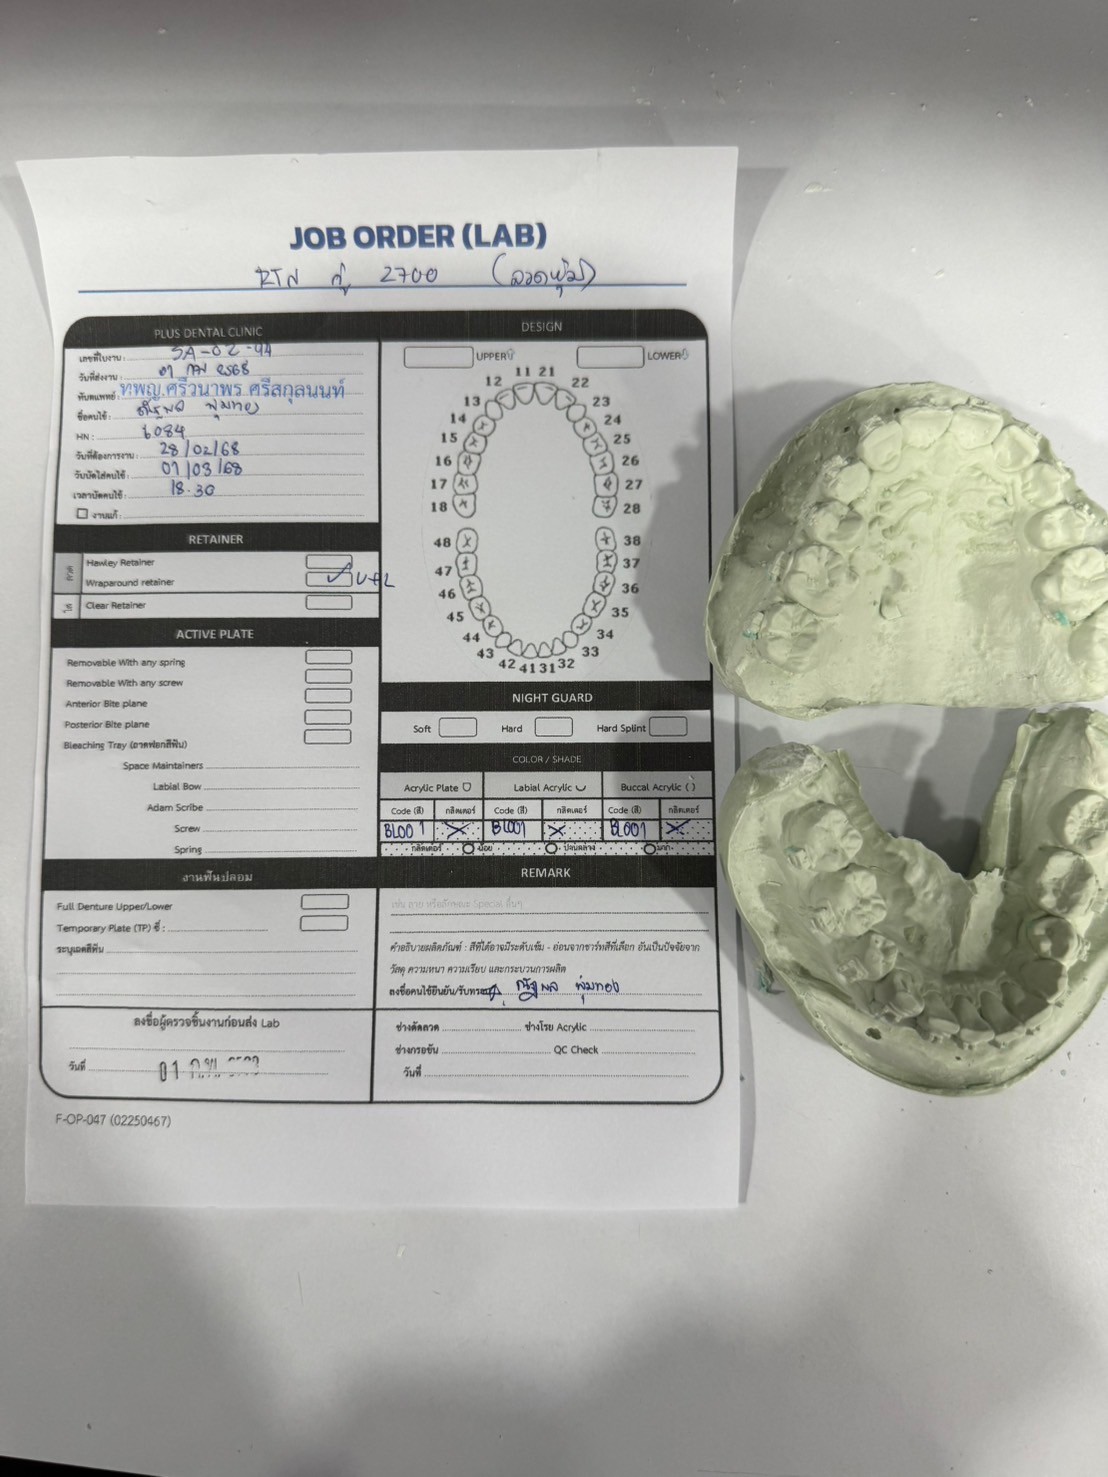 JOB ORDER (LAB)
RTN คู่ 2700 (ลวดหุ้ม)
PLUS DENTAL CLINIC
เลขที่ใบงาน : SA-02-44
วันที่ส่งงาน : 01 กพ 2568
ทันตแพทย์ : ทพญ.ศรีวนาพร ศรีสกุลนนท์
ชื่อคนไข้ : ณัฐพล พุ่มทอง
HN : 6084
วันที่ต้องการงาน : 28/02/68
วันนัดใส่คนไข้ : 01/03/68
เวลานัดคนไข้ : 18.30
งานแก้ :
DESIGN
UPPER
LOWER
11 21
12 22
13 23
14 24
15 25
16 26
17 27
18 28
48 38
47 37
46 36
45 35
44 34
43 33
42 41 31 32
RETAINER
Hawley Retainer
Wraparound retainer U+L
Clear Retainer
ACTIVE PLATE
Removable With any spring
Removable With any screw
Anterior Bite plane
Posterior Bite plane
Bleaching Tray (ถาดฟอกสีฟัน)
Space Maintainers
Labial Bow
Adam Scribe
Screw
Spring
NIGHT GUARD
Soft Hard Hard Splint
COLOR / SHADE
Acrylic Plate Labial Acrylic Buccal Acrylic ( )
Code (สี) กลิตเตอร์ Code (สี) กลิตเตอร์ Code (สี) กลิตเตอร์
BL001 X BL001 X BL001 X
กลิตเตอร์ น้อย ปานกลาง มาก
งานฟันปลอม
Full Denture Upper/Lower
Temporary Plate (TP) ซี่ :
ระบุเฉดสีฟัน
REMARK
เช่น ลาย หรือลักษณะ Special อื่นๆ
คำอธิบายผลิตภัณฑ์ : สีที่ได้อาจมีระดับเข้ม - อ่อนจากชาร์ทสีที่เลือก อันเป็นปัจจัยจาก
วัสดุ ความหนา ความเรียบ และกระบวนการผลิต
ลงชื่อคนไข้ยืนยัน/รับทราบ ณัฐพล พุ่มทอง
ลงชื่อผู้ตรวจชิ้นงานก่อนส่ง Lab
วันที่ 01 ก.พ.
ช่างดัดลวด ช่างโรย Acrylic
ช่างกรอขัน QC Check
วันที่
F-OP-047 (02250467)